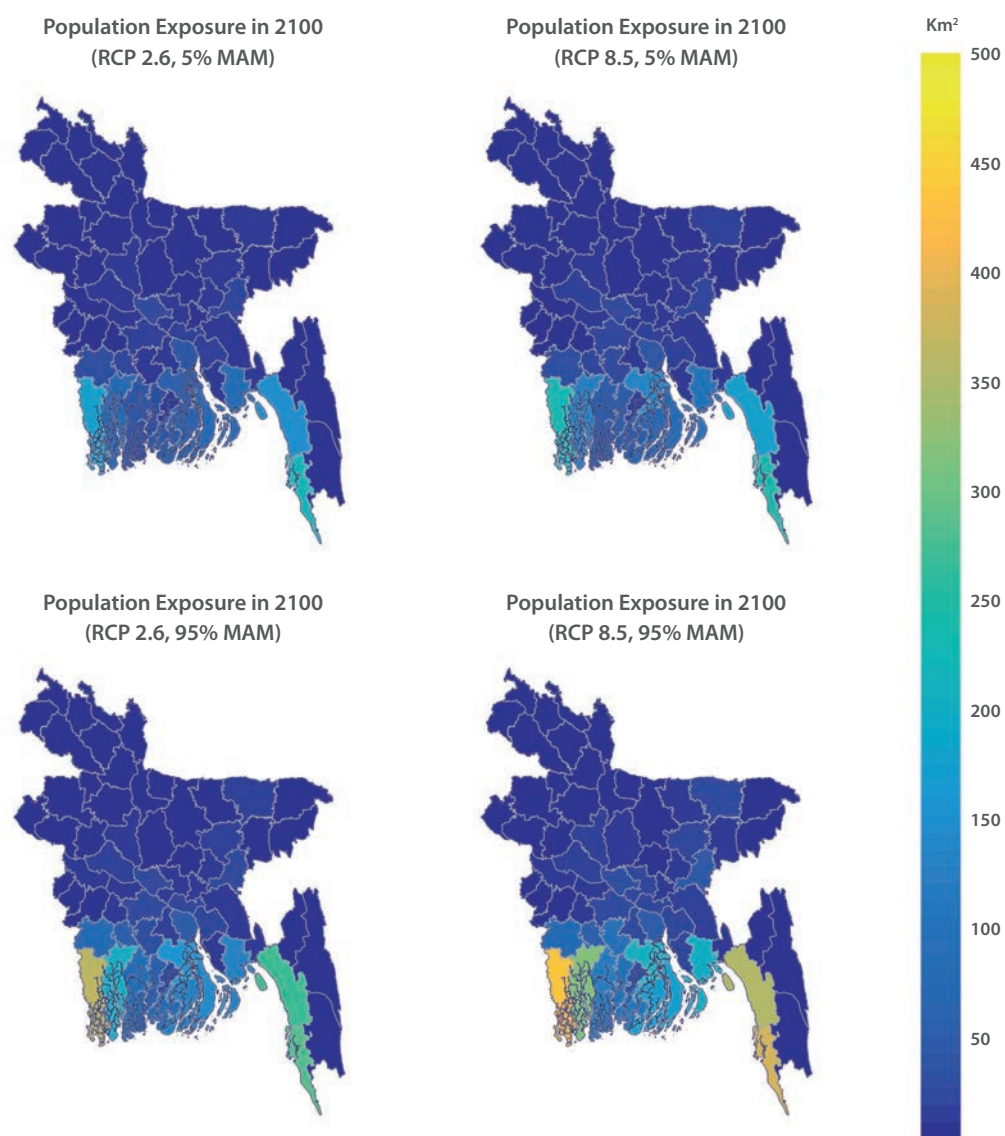 Population Exposure in 2100
(RCP 2.6, 5% MAM)
Population Exposure in 2100
(RCP 8.5, 5% MAM)
Km²
500
450
400
350
300
250
200
150
100
50
Population Exposure in 2100
(RCP 2.6, 95% MAM)
Population Exposure in 2100
(RCP 8.5, 95% MAM)